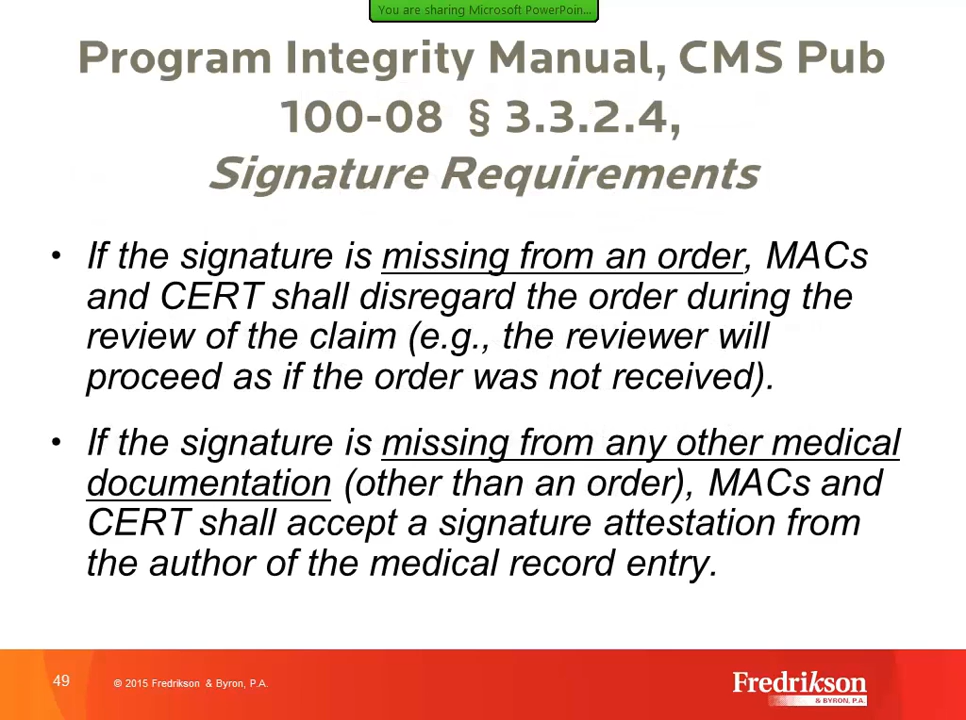 You are sharing Microsoft PowerPoin...
Program Integrity Manual, CMS Pub
100-08 § 3.3.2.4,
Signature Requirements
• If the signature is missing from an order, MACs
and CERT shall disregard the order during the
review of the claim (e.g., the reviewer will
proceed as if the order was not received).
• If the signature is missing from any other medical
documentation (other than an order), MACs and
CERT shall accept a signature attestation from
the author of the medical record entry.
49
© 2015 Fredrikson & Byron, P.A.
Fredrikson
& BYRON, P.A.